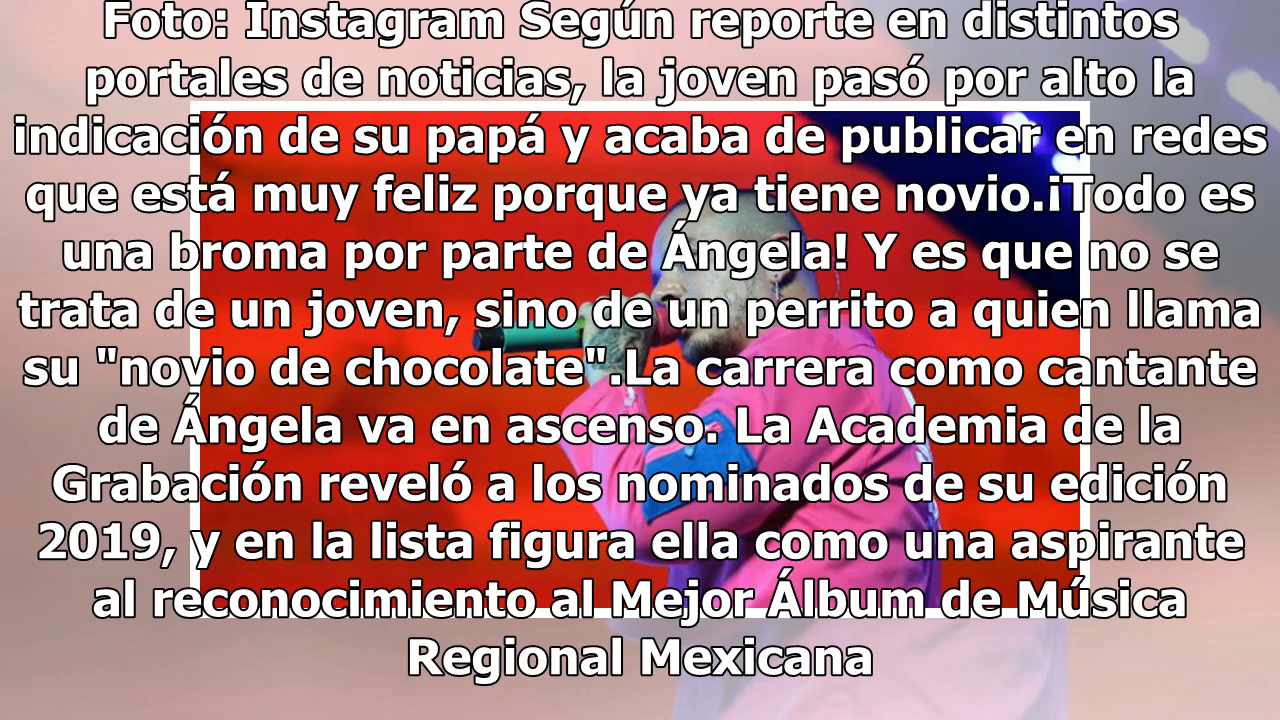 Foto: Instagram Según reporte en distintos
portales de noticias, la joven pasó por alto la
indicación de su papá y acaba de publicar en redes
que está muy feliz porque ya tiene novio.¡Todo es
una broma por parte de Ángela! Y es que no se
trata de un joven, sino de un perrito a quien llama
su "novio de chocolate".La carrera como cantante
de Ángela va en ascenso. La Academia de la
Grabación reveló a los nominados de su edición
2019, y en la lista figura ella como una aspirante
al reconocimiento al Mejor Álbum de Música
Regional Mexicana